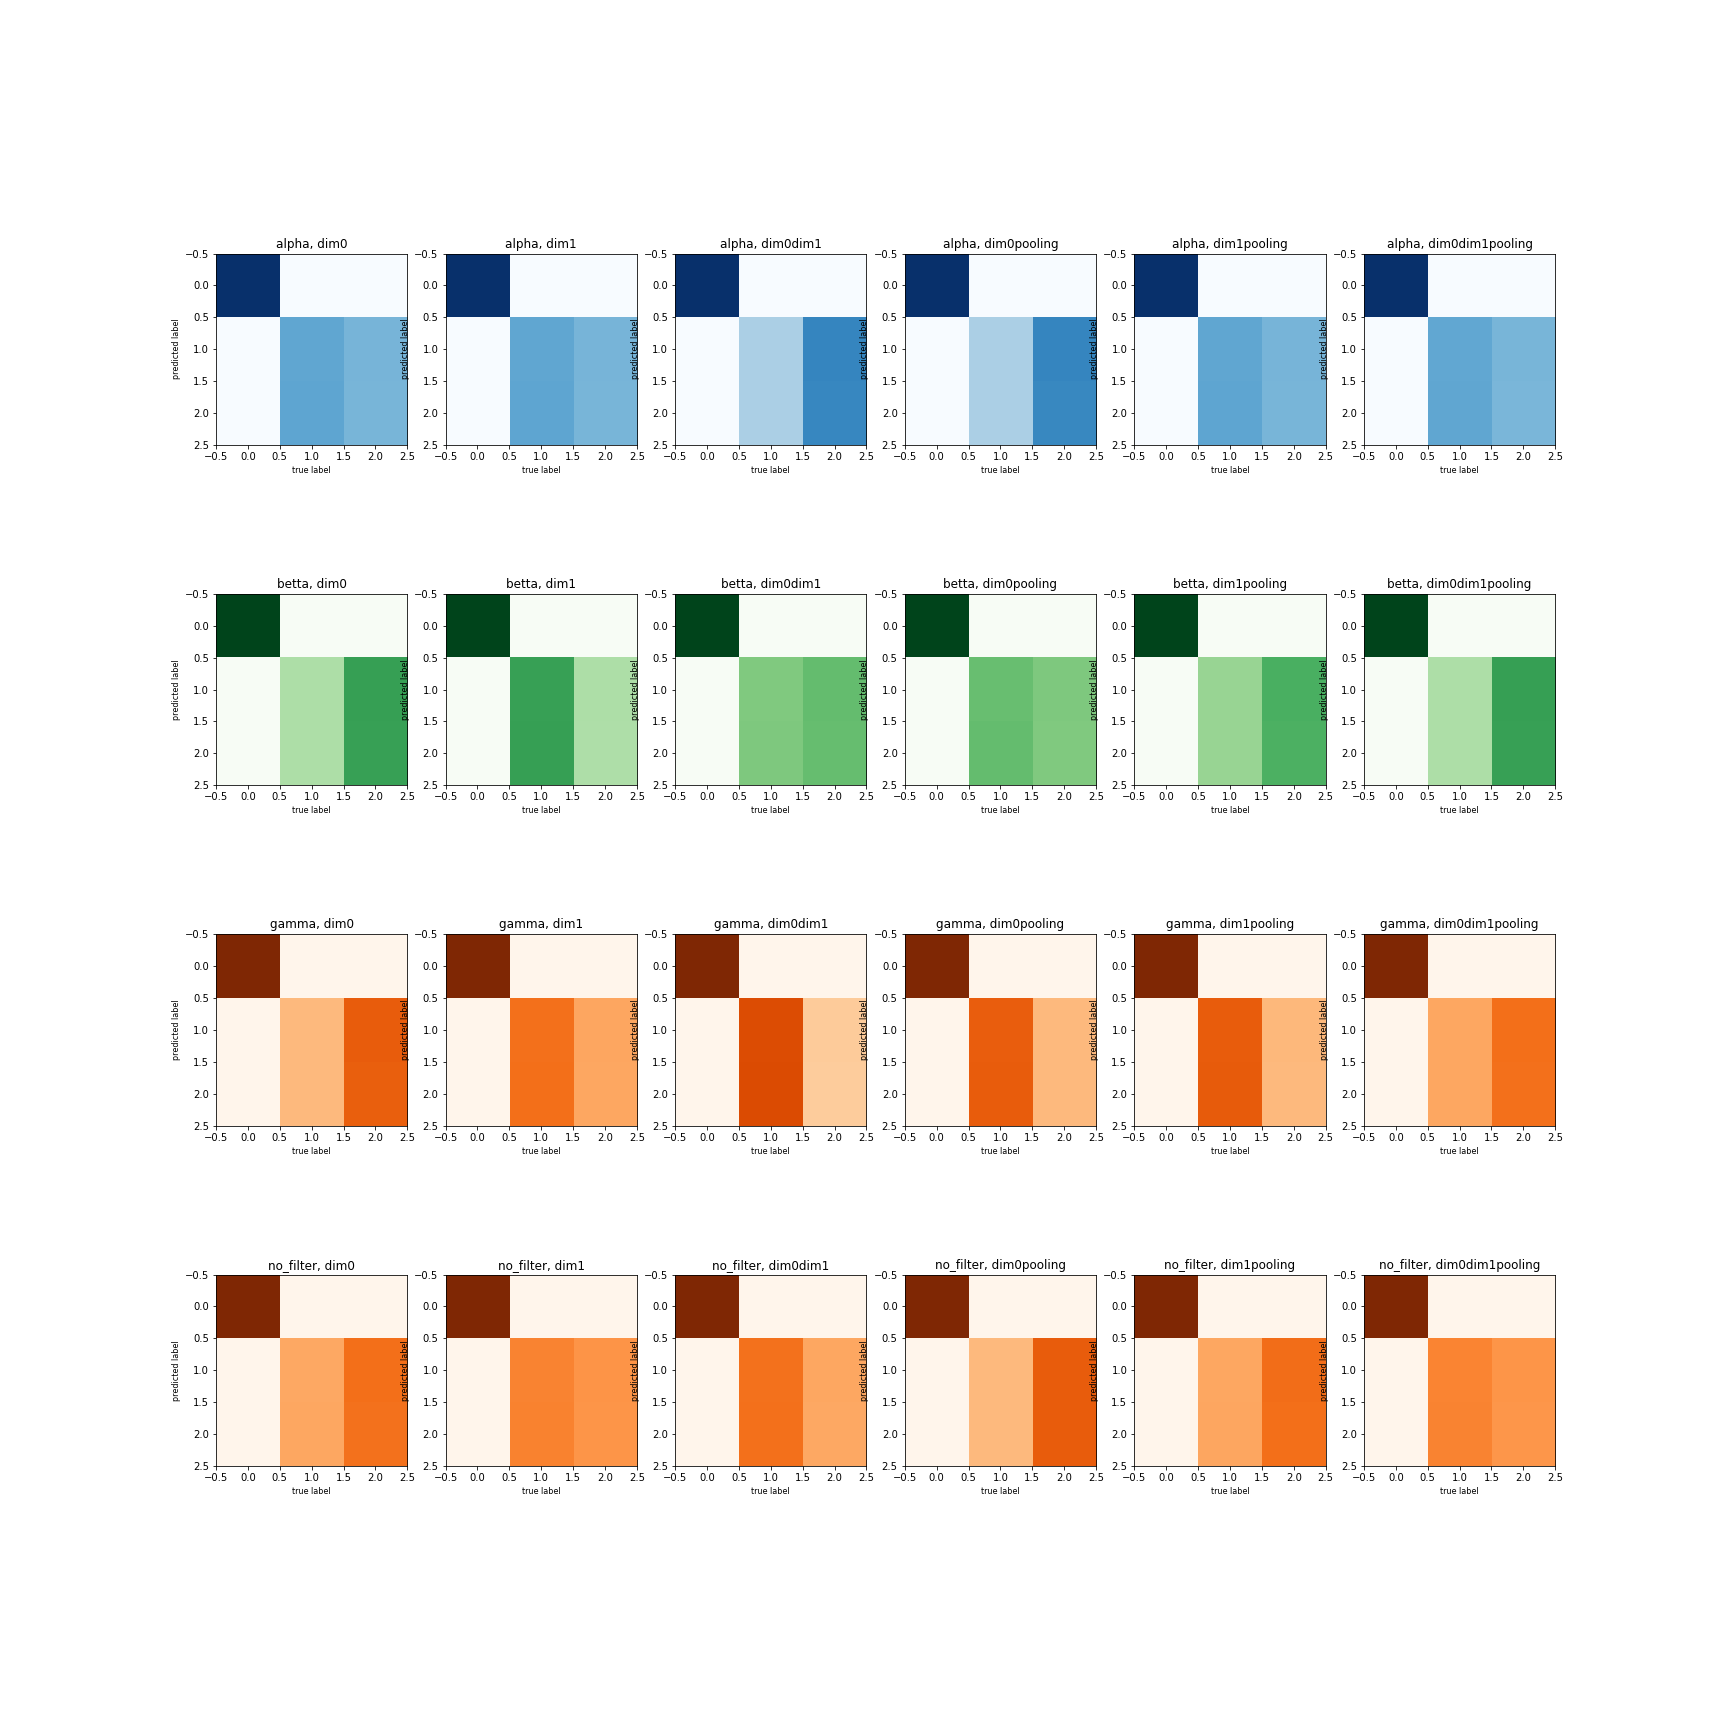 alpha, dim0 alpha, dim1 alpha, dim0dim1 alpha, dim0pooling alpha, dim1pooling alpha, dim0dim1pooling
−0.5 −0.5 −0.5 −0.5 −0.5 −0.5
0.0 0.0 0.0 0.0 0.0 0.0
0.5 0.5 0.5 0.5 0.5 0.5
predicted label predicted label predicted label predicted label predicted label
1.0 1.0 1.0 1.0 1.0 1.0
1.5 1.5 1.5 1.5 1.5 1.5
2.0 2.0 2.0 2.0 2.0 2.0
2.5 2.5 2.5 2.5 2.5 2.5
−0.5 0.0 0.5 1.0 1.5 2.0 2.5 −0.5 0.0 0.5 1.0 1.5 2.0 2.5 −0.5 0.0 0.5 1.0 1.5 2.0 2.5 −0.5 0.0 0.5 1.0 1.5 2.0 2.5 −0.5 0.0 0.5 1.0 1.5 2.0 2.5 −0.5 0.0 0.5 1.0 1.5 2.0 2.5
true label true label true label true label true label true label
betta, dim0 betta, dim1 betta, dim0dim1 betta, dim0pooling betta, dim1pooling betta, dim0dim1pooling
−0.5 −0.5 −0.5 −0.5 −0.5 −0.5
0.0 0.0 0.0 0.0 0.0 0.0
0.5 0.5 0.5 0.5 0.5 0.5
predicted label predicted label predicted label predicted label predicted label predicted label
1.0 1.0 1.0 1.0 1.0 1.0
1.5 1.5 1.5 1.5 1.5 1.5
2.0 2.0 2.0 2.0 2.0 2.0
2.5 2.5 2.5 2.5 2.5 2.5
−0.5 0.0 0.5 1.0 1.5 2.0 2.5 −0.5 0.0 0.5 1.0 1.5 2.0 2.5 −0.5 0.0 0.5 1.0 1.5 2.0 2.5 −0.5 0.0 0.5 1.0 1.5 2.0 2.5 −0.5 0.0 0.5 1.0 1.5 2.0 2.5 −0.5 0.0 0.5 1.0 1.5 2.0 2.5
true label true label true label true label true label true label
gamma, dim0 gamma, dim1 gamma, dim0dim1 gamma, dim0pooling gamma, dim1pooling gamma, dim0dim1pooling
−0.5 −0.5 −0.5 −0.5 −0.5 −0.5
0.0 0.0 0.0 0.0 0.0 0.0
0.5 0.5 0.5 0.5 0.5 0.5
predicted label predicted label predicted label predicted label predicted label predicted label
1.0 1.0 1.0 1.0 1.0 1.0
1.5 1.5 1.5 1.5 1.5 1.5
2.0 2.0 2.0 2.0 2.0 2.0
2.5 2.5 2.5 2.5 2.5 2.5
−0.5 0.0 0.5 1.0 1.5 2.0 2.5 −0.5 0.0 0.5 1.0 1.5 2.0 2.5 −0.5 0.0 0.5 1.0 1.5 2.0 2.5 −0.5 0.0 0.5 1.0 1.5 2.0 2.5 −0.5 0.0 0.5 1.0 1.5 2.0 2.5 −0.5 0.0 0.5 1.0 1.5 2.0 2.5
true label true label true label true label true label true label
no_filter, dim0 no_filter, dim1 no_filter, dim0dim1 no_filter, dim0pooling no_filter, dim1pooling no_filter, dim0dim1pooling
−0.5 −0.5 −0.5 −0.5 −0.5 −0.5
0.0 0.0 0.0 0.0 0.0 0.0
0.5 0.5 0.5 0.5 0.5 0.5
predicted label predicted label predicted label predicted label predicted label predicted label
1.0 1.0 1.0 1.0 1.0 1.0
1.5 1.5 1.5 1.5 1.5 1.5
2.0 2.0 2.0 2.0 2.0 2.0
2.5 2.5 2.5 2.5 2.5 2.5
−0.5 0.0 0.5 1.0 1.5 2.0 2.5 −0.5 0.0 0.5 1.0 1.5 2.0 2.5 −0.5 0.0 0.5 1.0 1.5 2.0 2.5 −0.5 0.0 0.5 1.0 1.5 2.0 2.5 −0.5 0.0 0.5 1.0 1.5 2.0 2.5 −0.5 0.0 0.5 1.0 1.5 2.0 2.5
true label true label true label true label true label true label